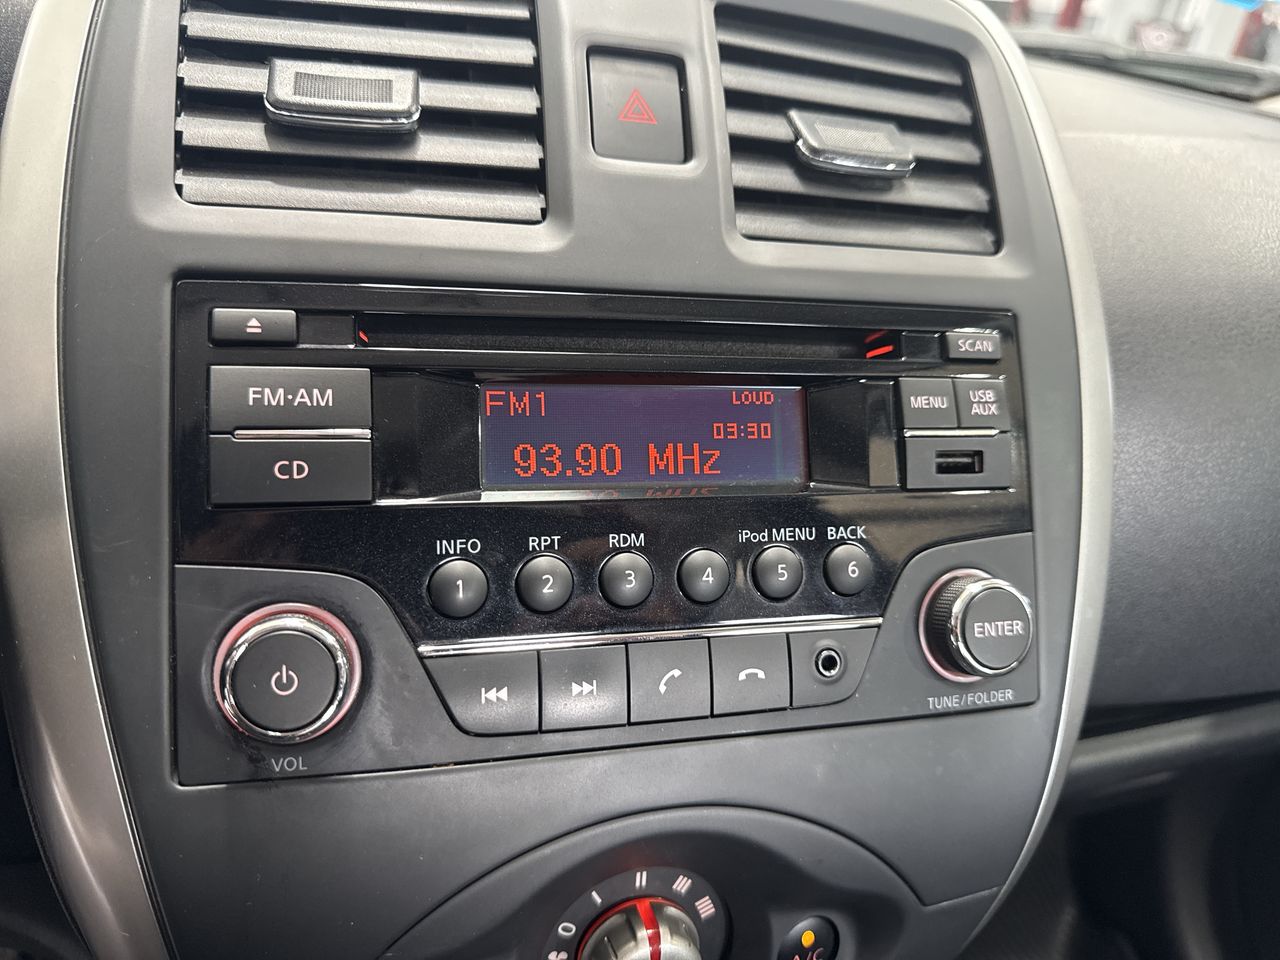 SCAN
FM·AM
CD
FM1
LOUD
03:30
93.90 MHz
MENU
USB
AUX
INFO
RPT
RDM
iPod MENU
BACK
1
2
3
4
5
6
ENTER
VOL
TUNE/FOLDER
0
A/C